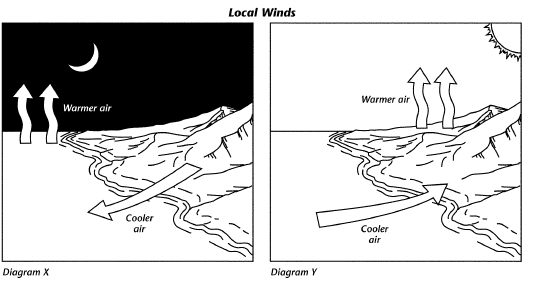 Local Winds
Warmer air
Cooler
air
Diagram X
Warmer air
Cooler
air
Diagram Y